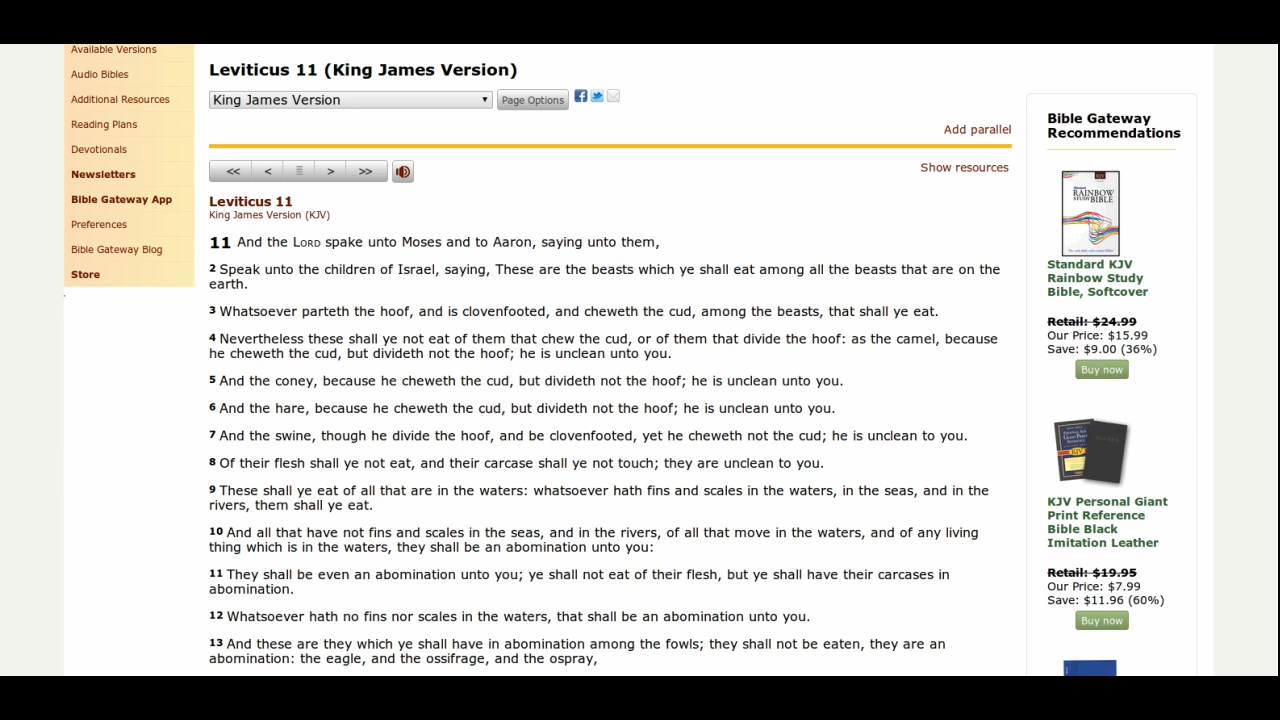 Available Versions
Audio Bibles
Additional Resources
Reading Plans
Devotionals
Newsletters
Bible Gateway App
Preferences
Bible Gateway Blog
Store
Leviticus 11 (King James Version)
King James Version
Page Options
Add parallel
<< < > >>
Show resources
Leviticus 11
King James Version (KJV)
11 And the LORD spake unto Moses and to Aaron, saying unto them,
2 Speak unto the children of Israel, saying, These are the beasts which ye shall eat among all the beasts that are on the
earth.
3 Whatsoever parteth the hoof, and is clovenfooted, and cheweth the cud, among the beasts, that shall ye eat.
4 Nevertheless these shall ye not eat of them that chew the cud, or of them that divide the hoof: as the camel, because
he cheweth the cud, but divideth not the hoof; he is unclean unto you.
5 And the coney, because he cheweth the cud, but divideth not the hoof; he is unclean unto you.
6 And the hare, because he cheweth the cud, but divideth not the hoof; he is unclean unto you.
7 And the swine, though he divide the hoof, and be clovenfooted, yet he cheweth not the cud; he is unclean to you.
8 Of their flesh shall ye not eat, and their carcase shall ye not touch; they are unclean to you.
9 These shall ye eat of all that are in the waters: whatsoever hath fins and scales in the waters, in the seas, and in the
rivers, them shall ye eat.
10 And all that have not fins and scales in the seas, and in the rivers, of all that move in the waters, and of any living
thing which is in the waters, they shall be an abomination unto you:
11 They shall be even an abomination unto you; ye shall not eat of their flesh, but ye shall have their carcases in
abomination.
12 Whatsoever hath no fins nor scales in the waters, that shall be an abomination unto you.
13 And these are they which ye shall have in abomination among the fowls; they shall not be eaten, they are an
abomination: the eagle, and the ossifrage, and the ospray,
Bible Gateway
Recommendations
RAINBOW
STUDY BIBLE
Standard KJV
Rainbow Study
Bible, Softcover
Retail: $24.99
Our Price: $15.99
Save: $9.00 (36%)
Buy now
KJV
KJV Personal Giant
Print Reference
Bible Black
Imitation Leather
Retail: $19.95
Our Price: $7.99
Save: $11.96 (60%)
Buy now